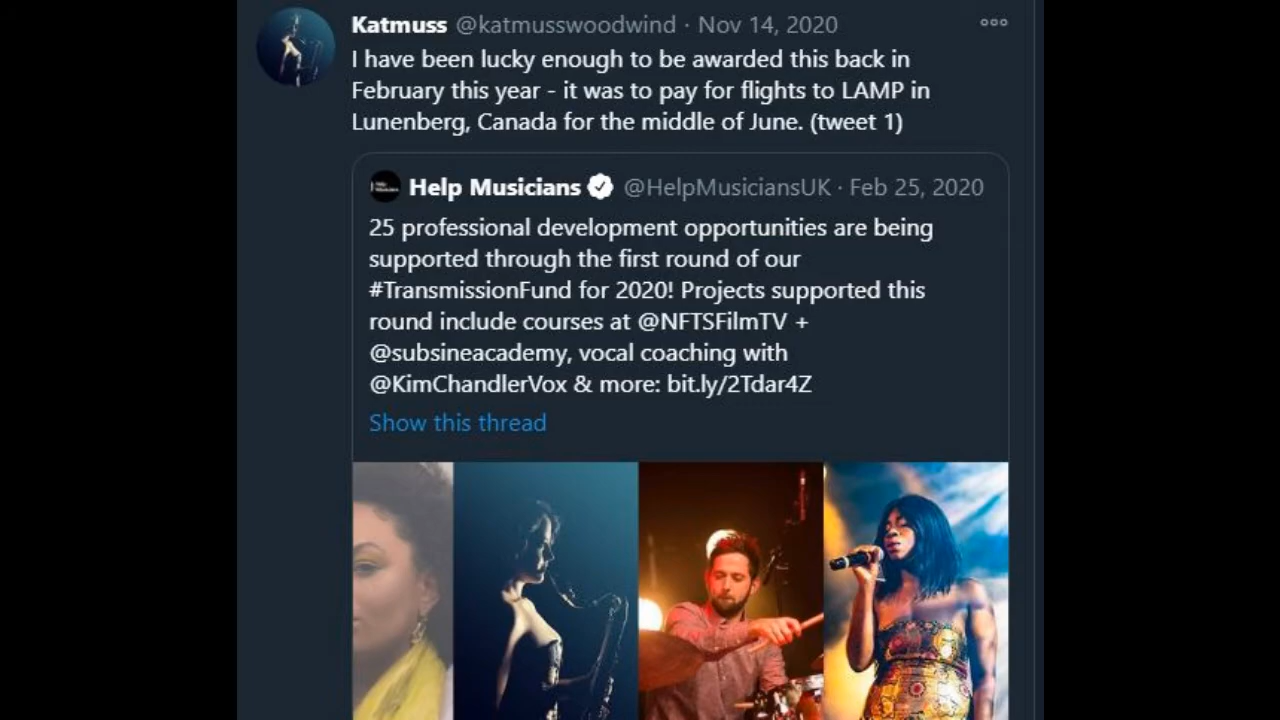 Katmuss @katmusswoodwind · Nov 14, 2020
I have been lucky enough to be awarded this back in
February this year - it was to pay for flights to LAMP in
Lunenberg, Canada for the middle of June. (tweet 1)
Help Musicians @HelpMusiciansUK · Feb 25, 2020
25 professional development opportunities are being
supported through the first round of our
#TransmissionFund for 2020! Projects supported this
round include courses at @NFTSFilmTV +
@subsineacademy, vocal coaching with
@KimChandlerVox & more: bit.ly/2Tdar4Z
Show this thread